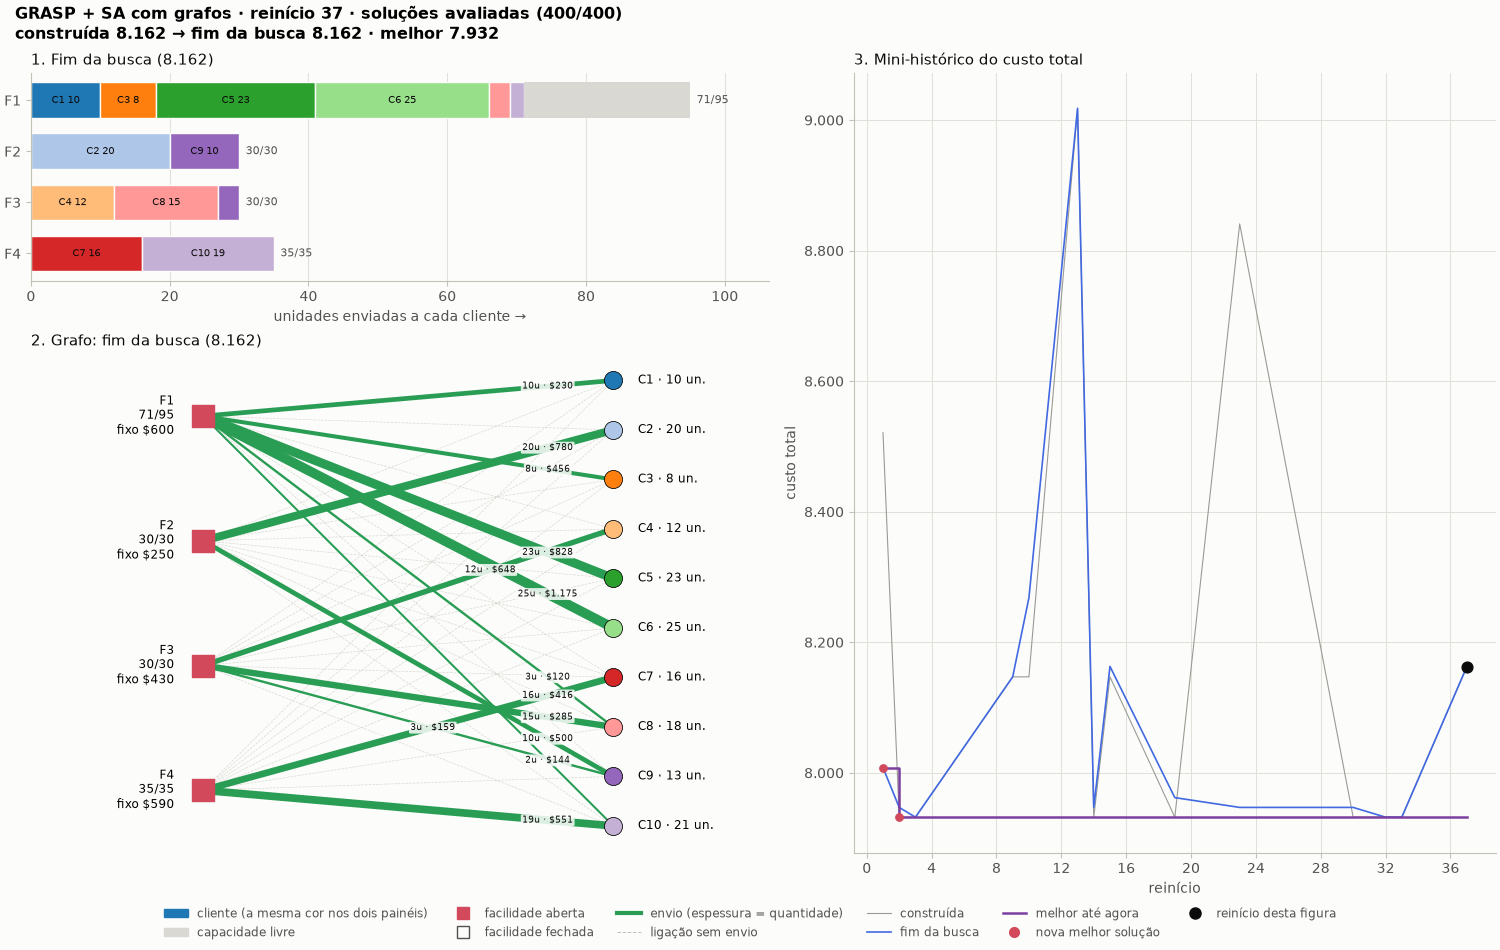 GRASP + SA com grafos · reinício 37 · soluções avaliadas (400/400)
construída 8.162 → fim da busca 8.162 · melhor 7.932
1. Fim da busca (8.162)
F1
C1 10
C3 8
C5 23
C6 25
71/95
F2
C2 20
C9 10
30/30
F3
C4 12
C8 15
30/30
F4
C7 16
C10 19
35/35
0
20
40
60
80
100
unidades enviadas a cada cliente →
2. Grafo: fim da busca (8.162)
F1
71/95
fixo $600
F2
30/30
fixo $250
F3
30/30
fixo $430
F4
35/35
fixo $590
10u · $230
20u · $780
8u · $456
23u · $828
12u · $648
25u · $1.175
3u · $120
16u · $416
15u · $285
3u · $159
10u · $500
2u · $144
19u · $551
C1 · 10 un.
C2 · 20 un.
C3 · 8 un.
C4 · 12 un.
C5 · 23 un.
C6 · 25 un.
C7 · 16 un.
C8 · 18 un.
C9 · 13 un.
C10 · 21 un.
3. Mini-histórico do custo total
9.000
8.800
8.600
8.400
8.200
8.000
custo total
0
4
8
12
16
20
24
28
32
36
reinício
cliente (a mesma cor nos dois painéis)
capacidade livre
facilidade aberta
facilidade fechada
envio (espessura = quantidade)
ligação sem envio
construída
fim da busca
melhor até agora
nova melhor solução
reinício desta figura